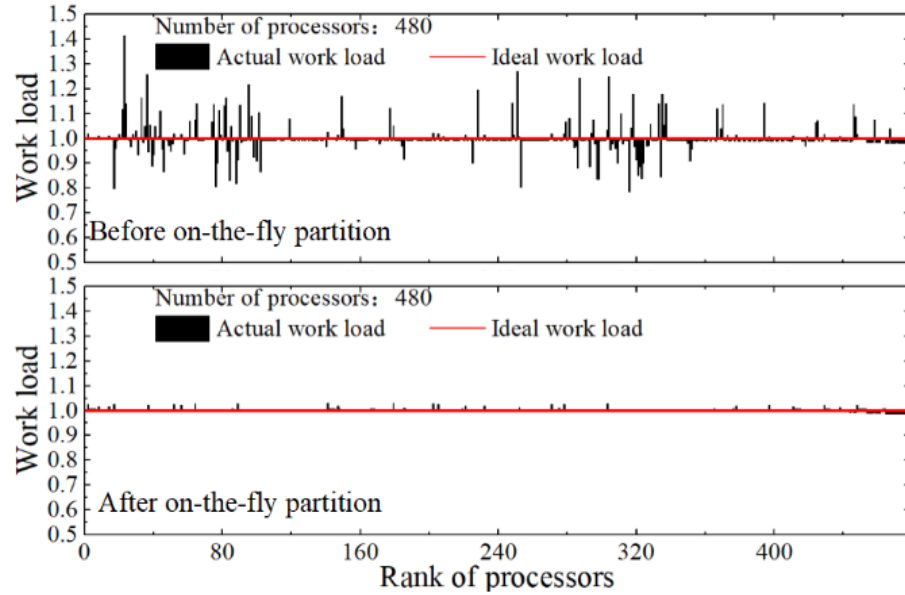 Number of processors：480
Actual work load
Ideal work load
1.5
1.4
1.3
1.2
1.1
1.0
0.9
0.8
0.7
0.6
0.5
Work load
Before on-the-fly partition
Number of processors：480
Actual work load
Ideal work load
1.5
1.4
1.3
1.2
1.1
1.0
0.9
0.8
0.7
0.6
0.5
Work load
After on-the-fly partition
0 80 160 240 320 400
Rank of processors